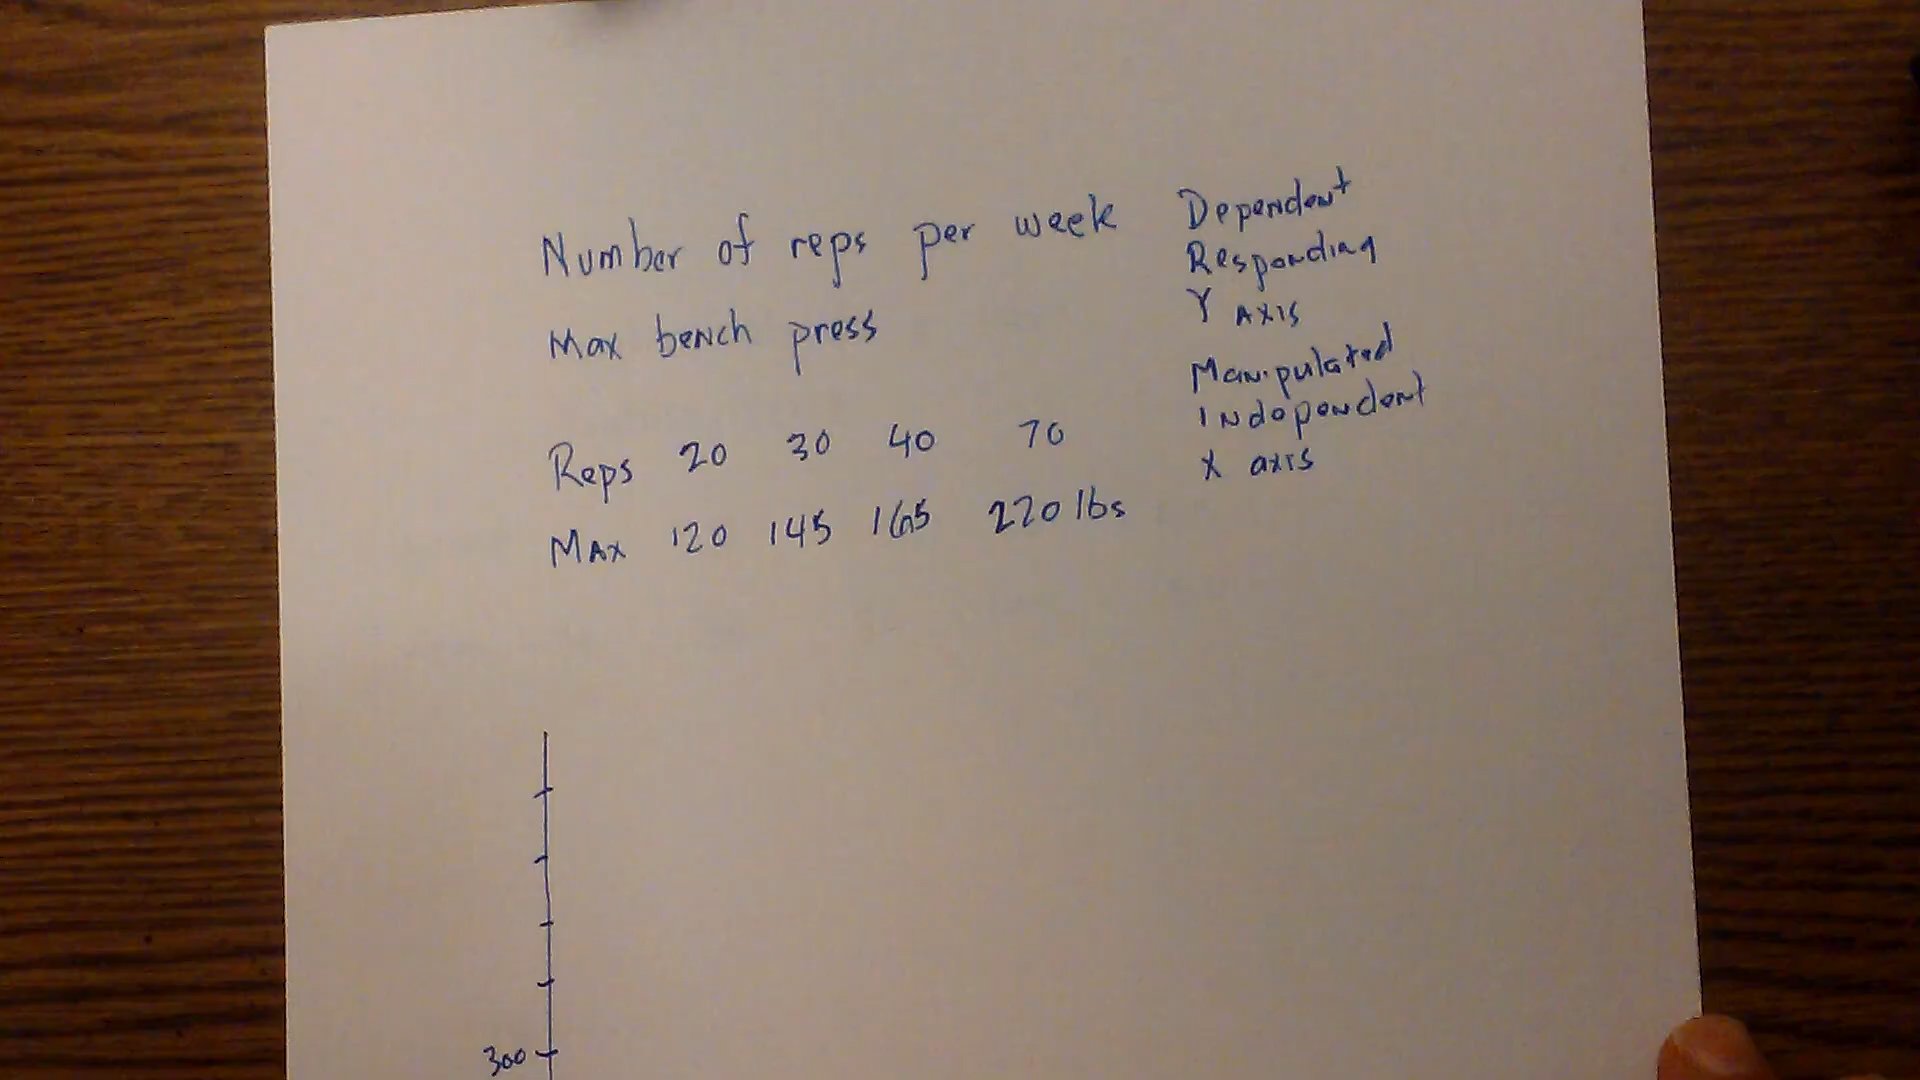 Number of reps per week
Max bench press
Dependent
Responding
Y AXIS
Manipulated
Independent
X axis
Reps 20 30 40 70
MAX 120 145 165 220 lbs
300